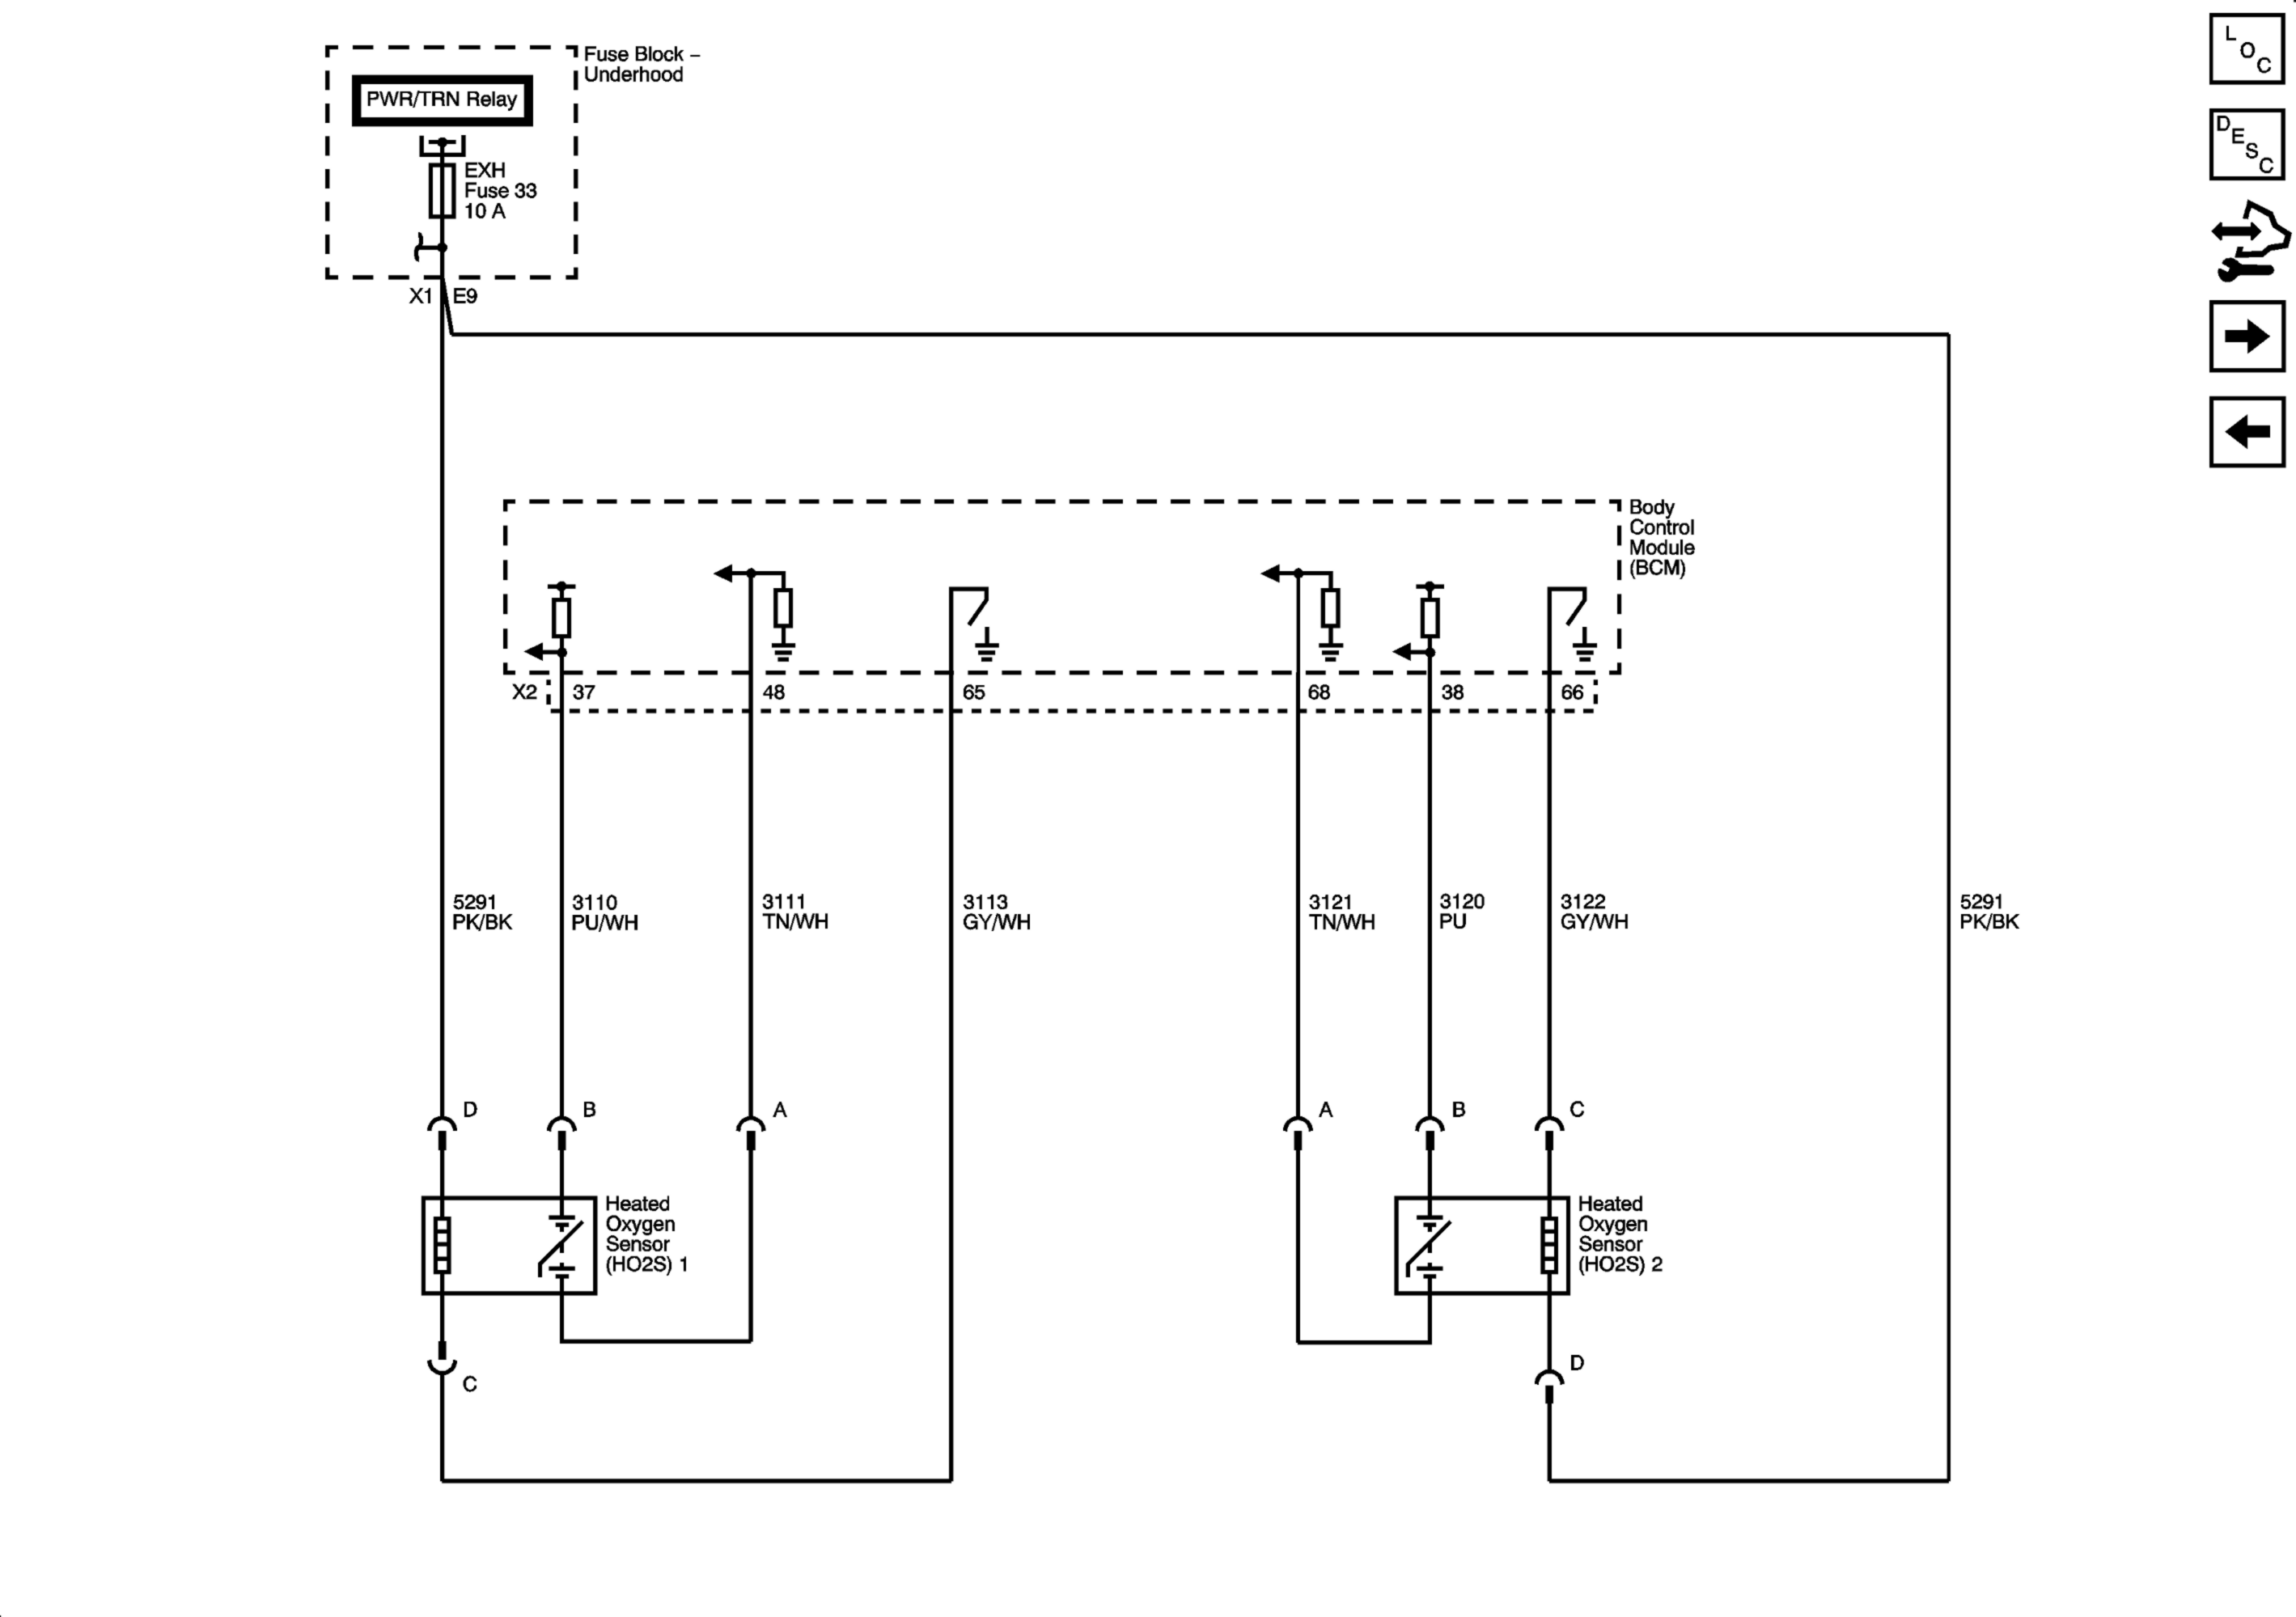 L
O
C
Fuse Block –
Underhood
PWR/TRN Relay
D
E
S
C
EXH
Fuse 33
10 A
X1 E9
Body
Control
Module
(BCM)
X2 37 48 65 68 38 66
5291 3110 3111 3113 3121 3120 3122 5291
PK/BK PU/WH TN/WH GY/WH TN/WH PU GY/WH PK/BK
D B A A B C
Heated
Oxygen
Sensor
(HO2S) 1
Heated
Oxygen
Sensor
(HO2S) 2
C
D